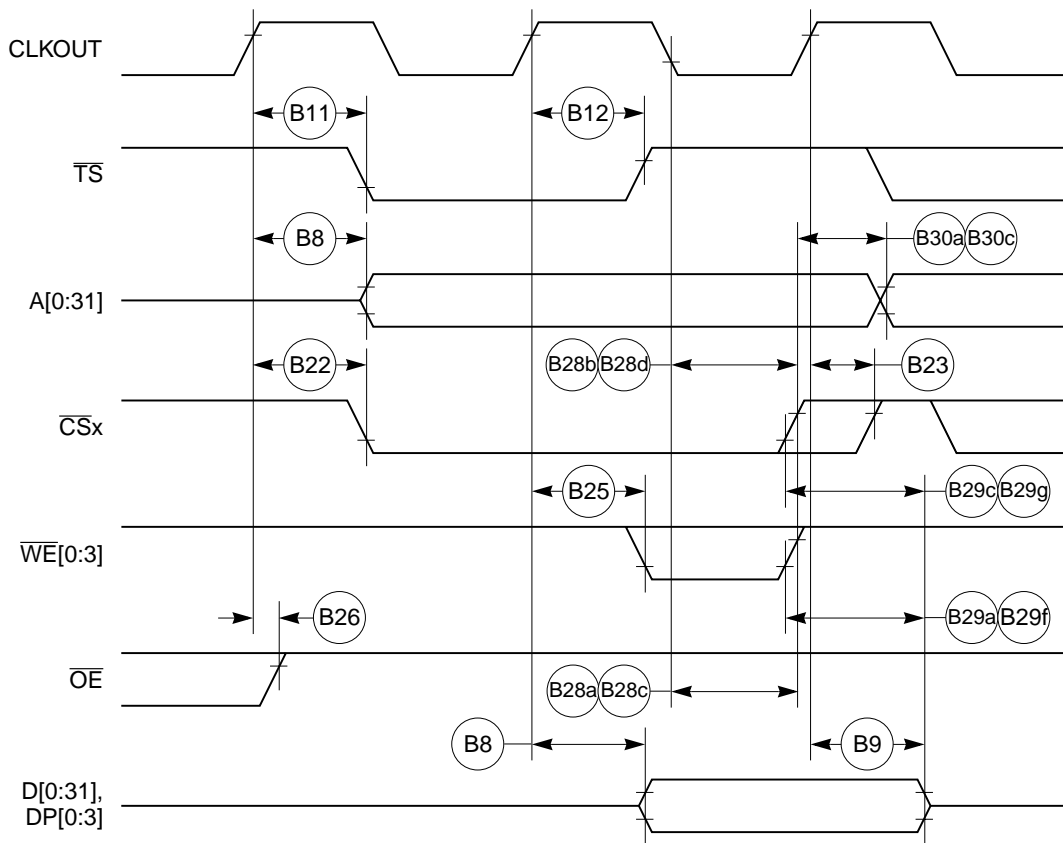 CLKOUT
B11
B12
TS
B8
B30a B30c
A[0:31]
B22
B28b B28d
B23
CSx
B25
B29c B29g
WE[0:3]
B26
B29a B29f
OE
B28a B28c
B8
B9
D[0:31],
DP[0:3]